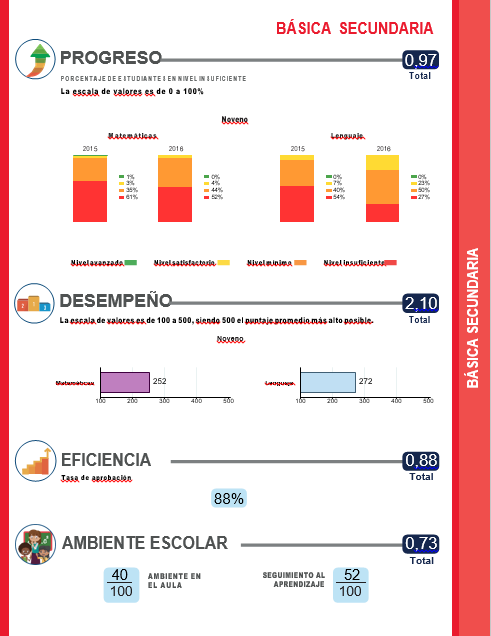 BÁSICA SECUNDARIA
PROGRESO
0,97
Total
PORCENTAJE DE ESTUDIANTES EN NIVEL INSUFICIENTE
La escala de valores es de 0 a 100%
Noveno
Matemáticas
Lenguaje
2015
2016
2015
2016
1%
3%
35%
61%
0%
4%
44%
52%
0%
7%
40%
54%
0%
23%
50%
27%
Nivel avanzado
Nivel satisfactorio
Nivel mínimo
Nivel insuficiente
DESEMPEÑO
2,10
Total
La escala de valores es de 100 a 500, siendo 500 el puntaje promedio más alto posible.
Noveno
Matemáticas
252
100 200 300 400 500
Lenguaje
272
100 200 300 400 500
EFICIENCIA
0,88
Total
Tasa de aprobación
88%
AMBIENTE ESCOLAR
0,73
Total
40
100
AMBIENTE EN
EL AULA
SEGUIMIENTO AL
APRENDIZAJE
52
100
BÁSICA SECUNDARIA